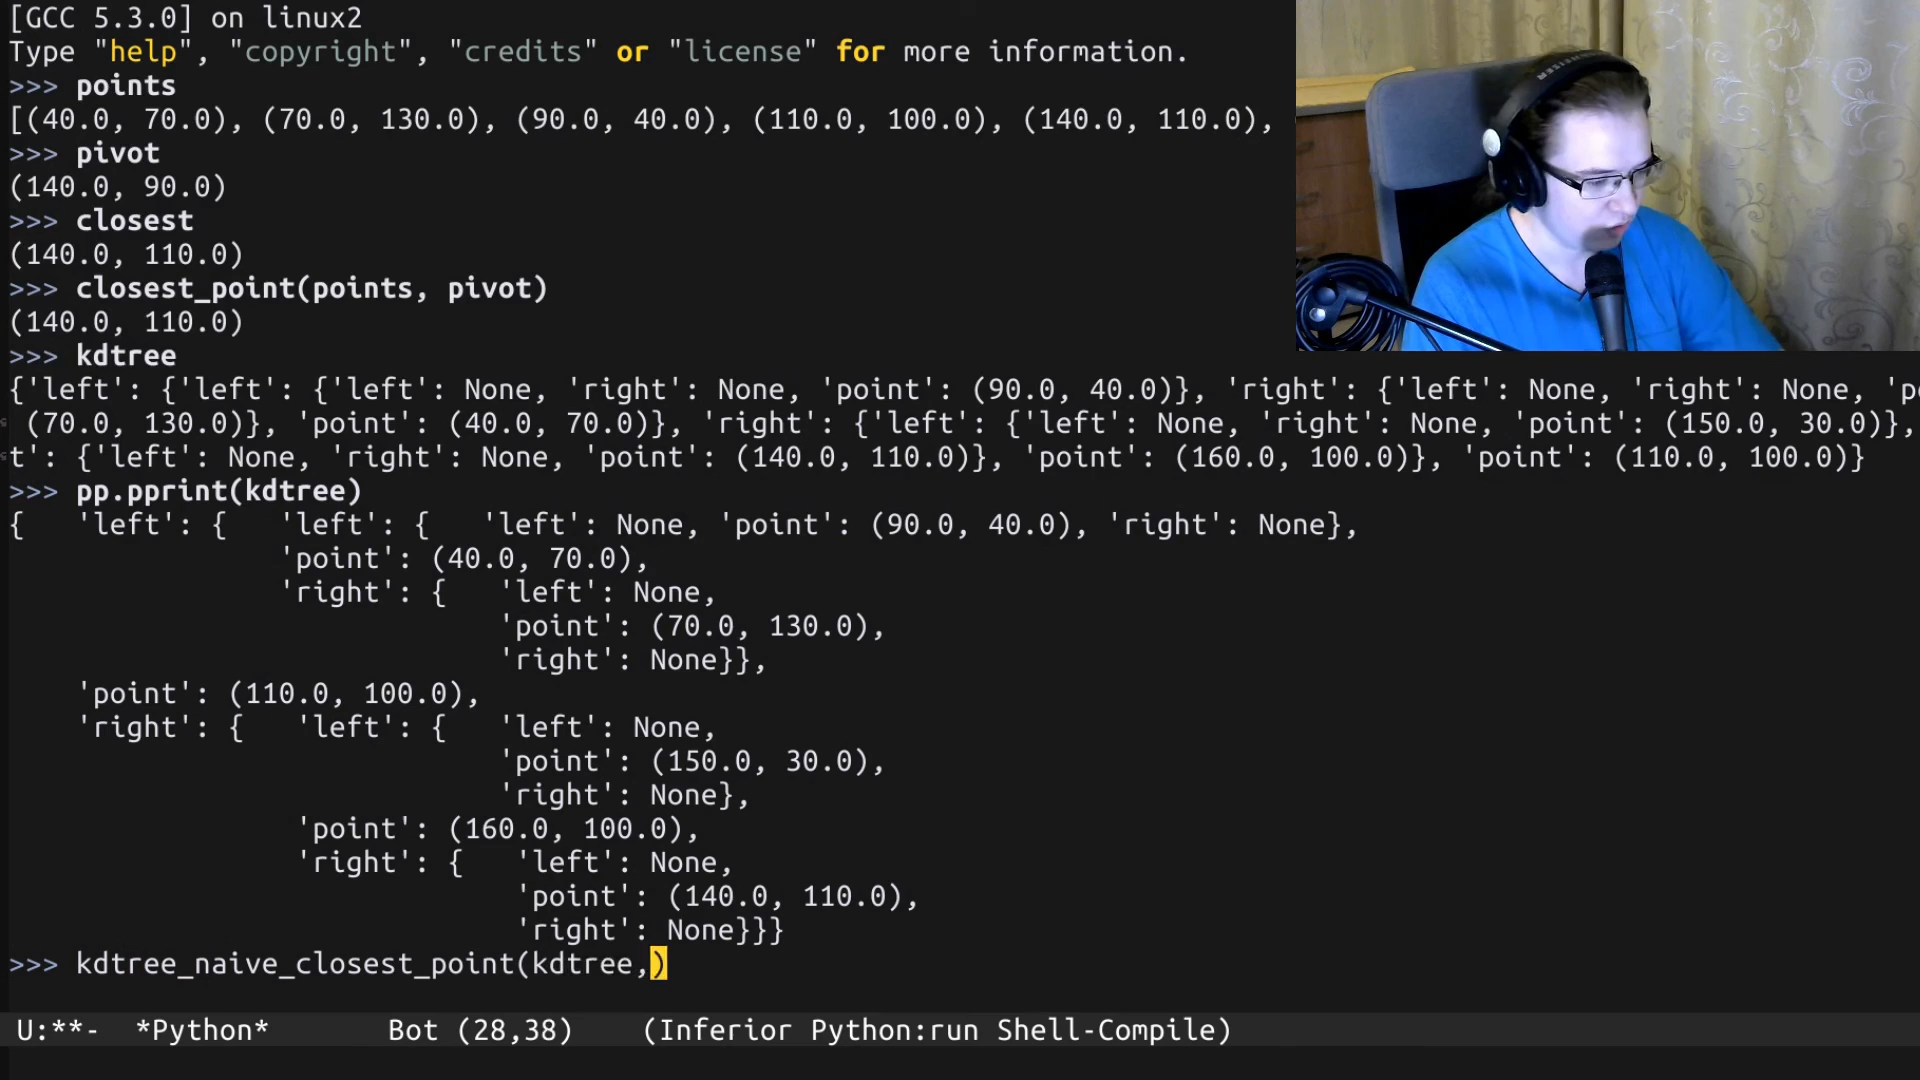 [GCC 5.3.0] on linux2
Type "help", "copyright", "credits" or "license" for more information.
>>> points
[(40.0, 70.0), (70.0, 130.0), (90.0, 40.0), (110.0, 100.0), (140.0, 110.0),
>>> pivot
(140.0, 90.0)
>>> closest
(140.0, 110.0)
>>> closest_point(points, pivot)
(140.0, 110.0)
>>> kdtree
{'left': {'left': {'left': None, 'right': None, 'point': (90.0, 40.0)}, 'right': {'left': None, 'right': None, 'po
(70.0, 130.0)}, 'point': (40.0, 70.0)}, 'right': {'left': {'left': None, 'right': None, 'point': (150.0, 30.0)},
t': {'left': None, 'right': None, 'point': (140.0, 110.0)}, 'point': (160.0, 100.0)}, 'point': (110.0, 100.0)}
>>> pp.pprint(kdtree)
{   'left': {   'left': {   'left': None, 'point': (90.0, 40.0), 'right': None},
                'point': (40.0, 70.0),
                'right': {   'left': None,
                             'point': (70.0, 130.0),
                             'right': None}},
    'point': (110.0, 100.0),
    'right': {   'left': {   'left': None,
                             'point': (150.0, 30.0),
                             'right': None},
                 'point': (160.0, 100.0),
                 'right': {   'left': None,
                              'point': (140.0, 110.0),
                              'right': None}}}
>>> kdtree_naive_closest_point(kdtree,)
U:**-  *Python*       Bot (28,38)    (Inferior Python:run Shell-Compile)